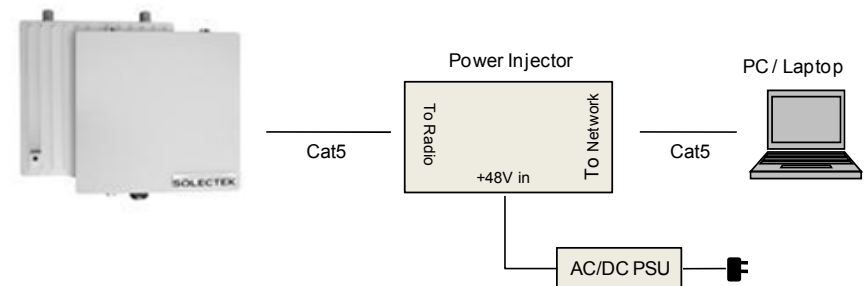 Power Injector
PC / Laptop
To Radio
To Network
Cat5
Cat5
SOLECTEK
+48V in
AC/DC PSU